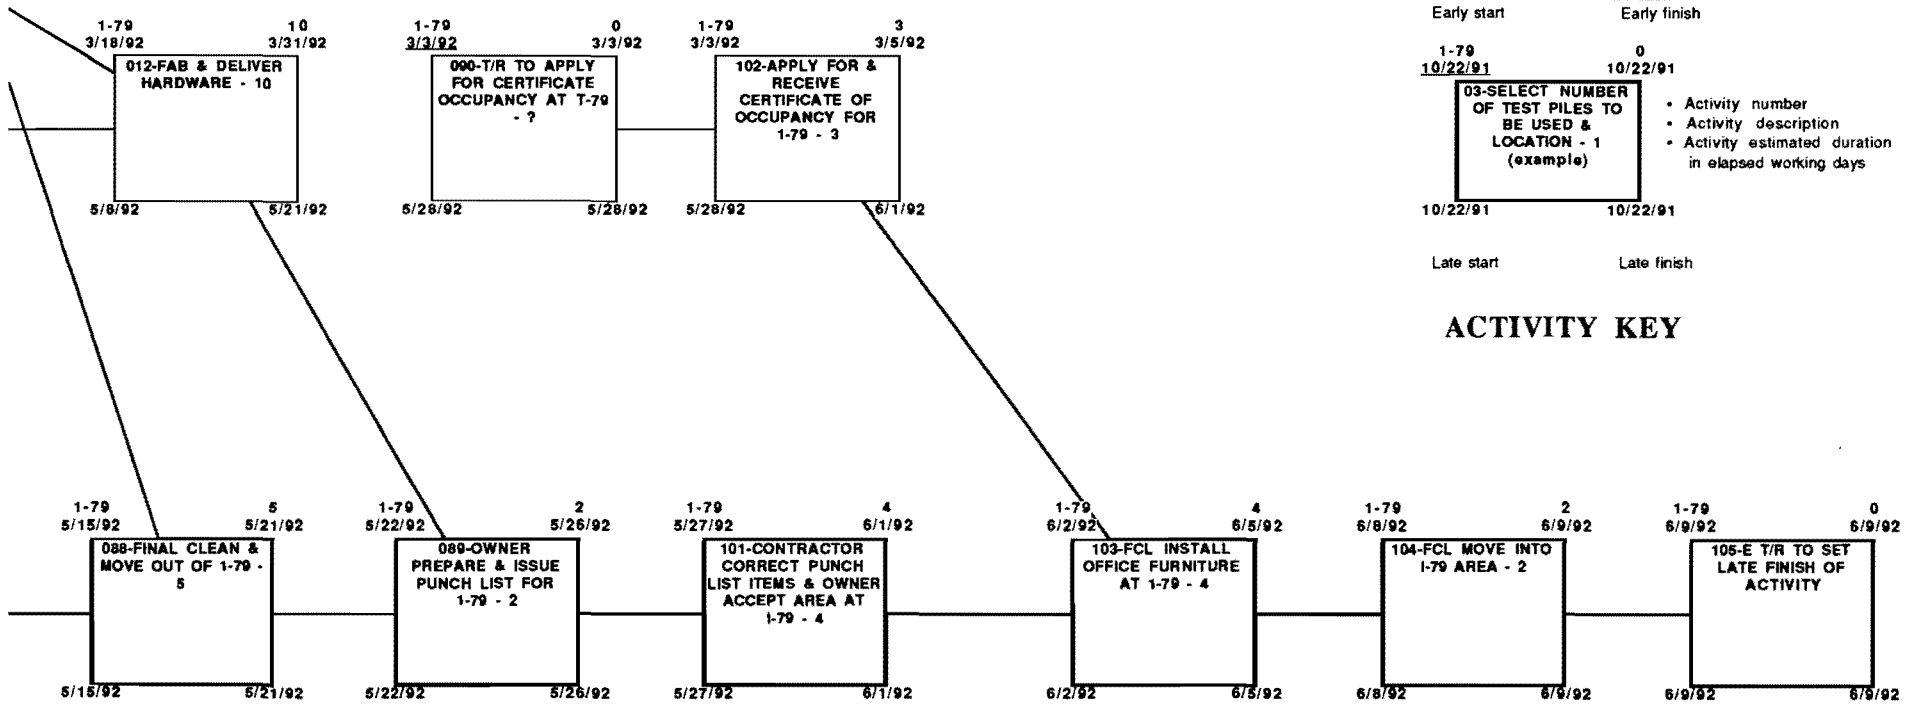 Early start Early finish
1-79 10
3/18/92 3/31/92
012-FAB & DELIVER
HARDWARE - 10
5/8/92 5/21/92
1-79 0
3/3/92 3/3/92
090-T/R TO APPLY
FOR CERTIFICATE
OCCUPANCY AT T-79
- ?
5/28/92 5/28/92
1-79 3
3/3/92 3/5/92
102-APPLY FOR &
RECEIVE
CERTIFICATE OF
OCCUPANCY FOR
1-79 - 3
5/28/92 6/1/92
1-79 0
10/22/91 10/22/91
03-SELECT NUMBER
OF TEST PILES TO
BE USED &
LOCATION - 1
(example)
10/22/91 10/22/91
• Activity number
• Activity description
• Activity estimated duration
in elapsed working days
Late start Late finish
ACTIVITY KEY
1-79 5
5/15/92 5/21/92
088-FINAL CLEAN &
MOVE OUT OF 1-79 -
5
5/15/92 5/21/92
1-79 2
5/22/92 5/26/92
089-OWNER
PREPARE & ISSUE
PUNCH LIST FOR
1-79 - 2
5/22/92 5/26/92
1-79 4
5/27/92 6/1/92
101-CONTRACTOR
CORRECT PUNCH
LIST ITEMS & OWNER
ACCEPT AREA AT
1-79 - 4
5/27/92 6/1/92
1-79 4
6/2/92 6/5/92
103-FCL INSTALL
OFFICE FURNITURE
AT 1-79 - 4
6/2/92 6/5/92
1-79 2
6/8/92 6/9/92
104-FCL MOVE INTO
1-79 AREA - 2
6/8/92 6/9/92
1-79 0
6/9/92 6/9/92
105-E T/R TO SET
LATE FINISH OF
ACTIVITY
6/9/92 6/9/92